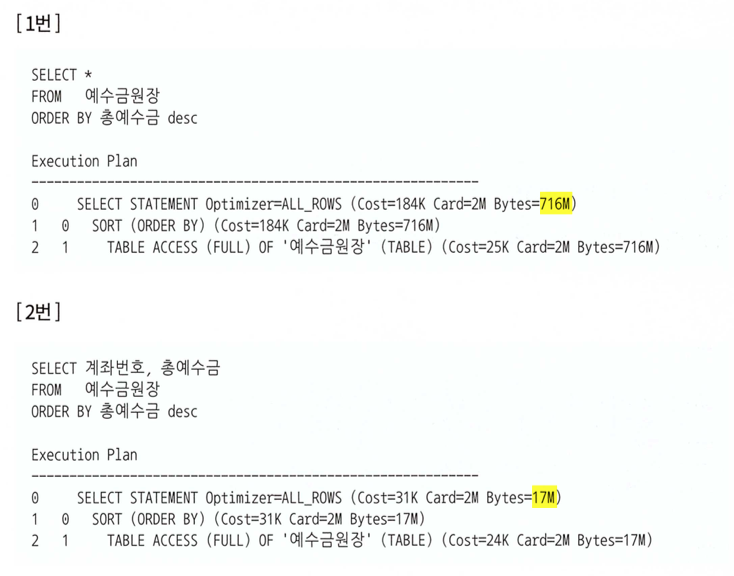 [1번]
SELECT *
FROM 예수금원장
ORDER BY 총예수금 desc
Execution Plan
-----------------------------------------------------------
0 SELECT STATEMENT Optimizer=ALL_ROWS (Cost=184K Card=2M Bytes=716M)
1 0 SORT (ORDER BY) (Cost=184K Card=2M Bytes=716M)
2 1 TABLE ACCESS (FULL) OF '예수금원장' (TABLE) (Cost=25K Card=2M Bytes=716M)
[2번]
SELECT 계좌번호, 총예수금
FROM 예수금원장
ORDER BY 총예수금 desc
Execution Plan
-----------------------------------------------------------
0 SELECT STATEMENT Optimizer=ALL_ROWS (Cost=31K Card=2M Bytes=17M)
1 0 SORT (ORDER BY) (Cost=31K Card=2M Bytes=17M)
2 1 TABLE ACCESS (FULL) OF '예수금원장' (TABLE) (Cost=24K Card=2M Bytes=17M)